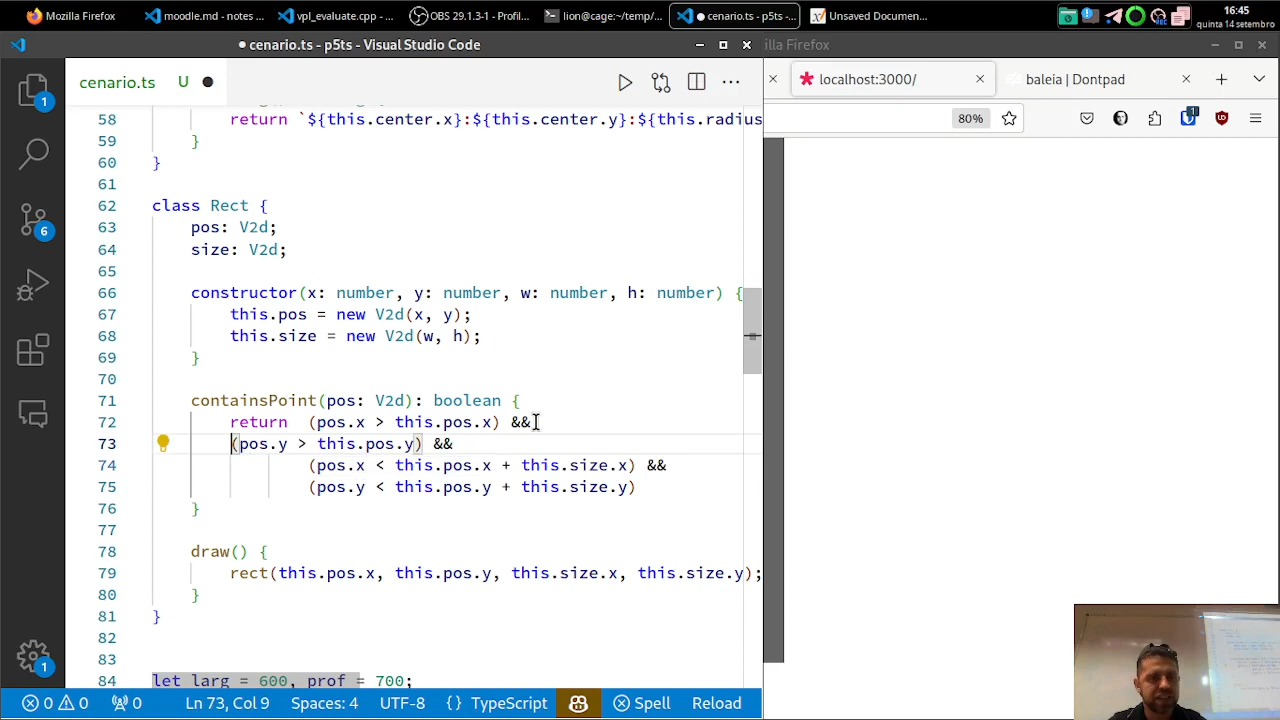 Mozilla Firefox
moodle.md - notes ...
vpl_evaluate.cpp - ...
OBS 29.1.3-1 - Profil...
lion@cage:~/temp/...
cenario.ts - p5ts - ...
Unsaved Documen...
16:45
quinta 14 setembro
cenario.ts - p5ts - Visual Studio Code
zilla Firefox
cenario.ts U
localhost:3000/
baleia | Dontpad
80%
1
58 return `${this.center.x}:${this.center.y}:${this.radius
59 }
60 }
61
62 class Rect {
63 pos: V2d;
64 size: V2d;
65
66 constructor(x: number, y: number, w: number, h: number) {
67 this.pos = new V2d(x, y);
68 this.size = new V2d(w, h);
69 }
70
71 containsPoint(pos: V2d): boolean {
72 return (pos.x > this.pos.x) &&
73 (pos.y > this.pos.y) &&
74 (pos.x < this.pos.x + this.size.x) &&
75 (pos.y < this.pos.y + this.size.y)
76 }
77
78 draw() {
79 rect(this.pos.x, this.pos.y, this.size.x, this.size.y);
80 }
81 }
82
83
84 let larg = 600, prof = 700;
1
6
1
0 0 0 Ln 73, Col 9 Spaces: 4 UTF-8 {} TypeScript Spell Reload